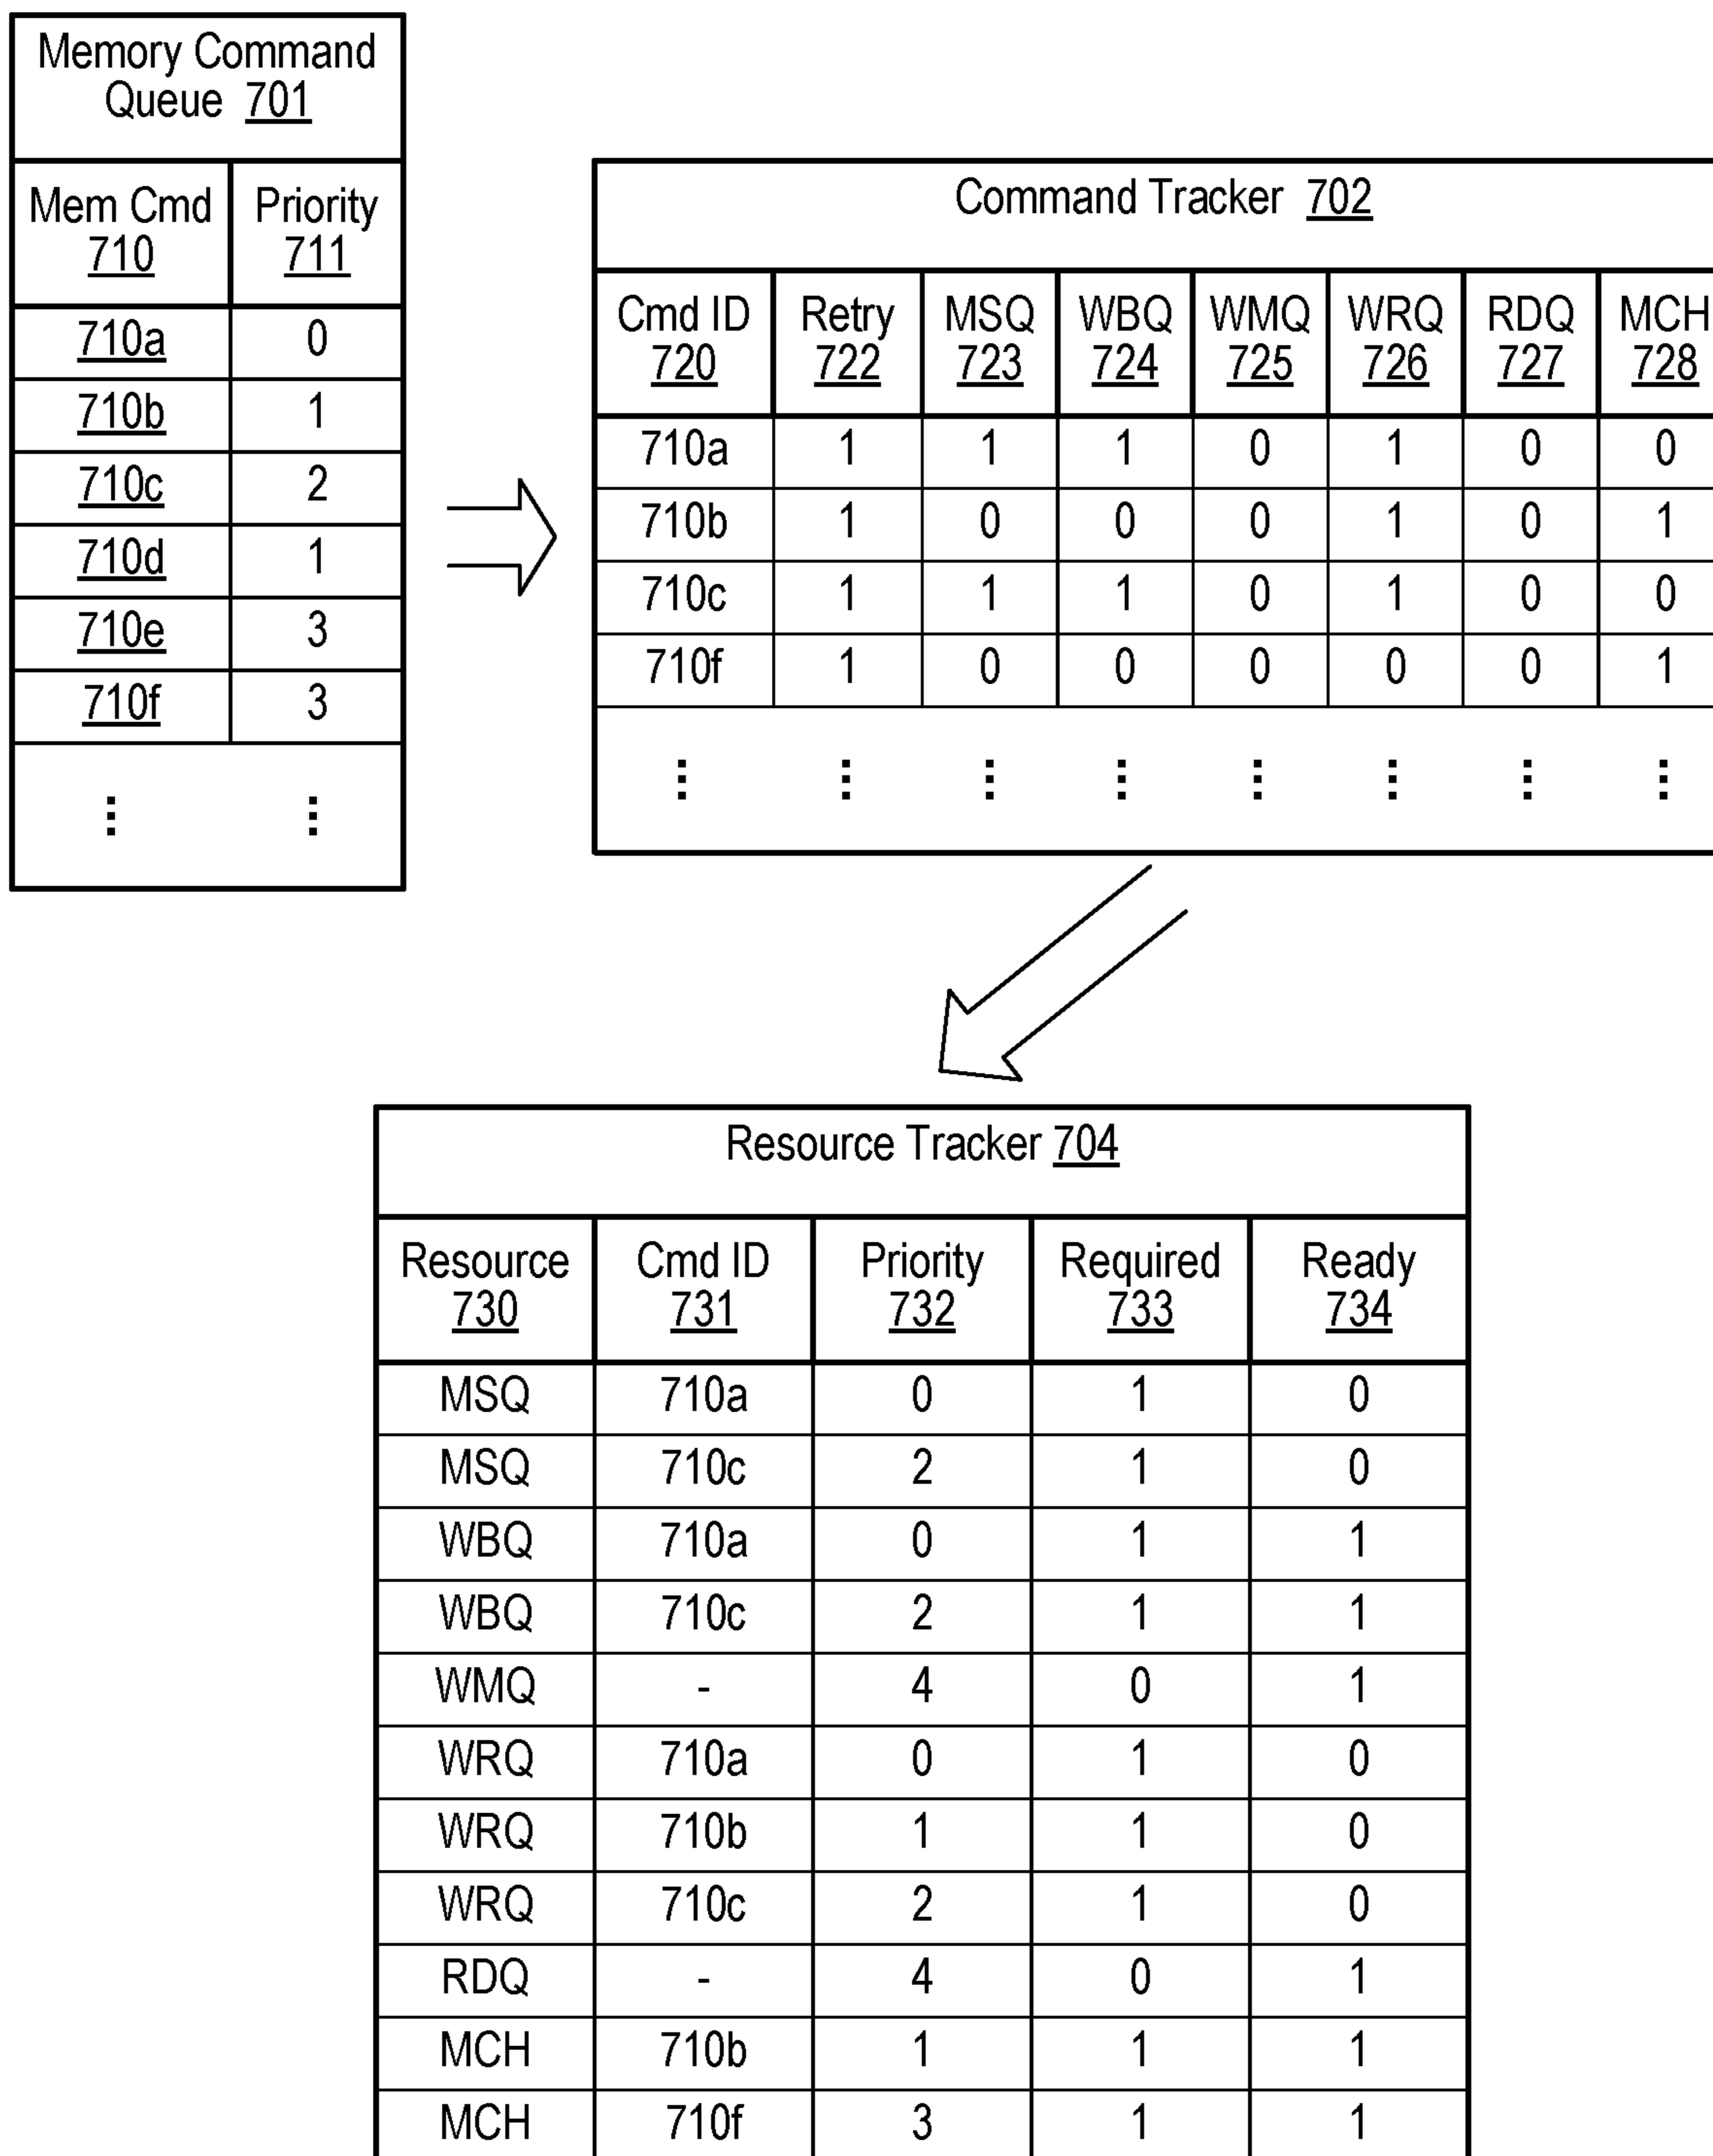 Memory Command
Queue 701
Mem Cmd Priority
710 711
710a 0
710b 1
710c 2
710d 1
710e 3
710f 3
⋮ ⋮
Command Tracker 702
Cmd ID Retry MSQ WBQ WMQ WRQ RDQ MCH
720 722 723 724 725 726 727 728
710a 1 1 1 0 1 0 0
710b 1 0 0 0 1 0 1
710c 1 1 1 0 1 0 0
710f 1 0 0 0 0 0 1
⋮ ⋮ ⋮ ⋮ ⋮ ⋮ ⋮ ⋮
Resource Tracker 704
Resource Cmd ID Priority Required Ready
730 731 732 733 734
MSQ 710a 0 1 0
MSQ 710c 2 1 0
WBQ 710a 0 1 1
WBQ 710c 2 1 1
WMQ - 4 0 1
WRQ 710a 0 1 0
WRQ 710b 1 1 0
WRQ 710c 2 1 0
RDQ - 4 0 1
MCH 710b 1 1 1
MCH 710f 3 1 1